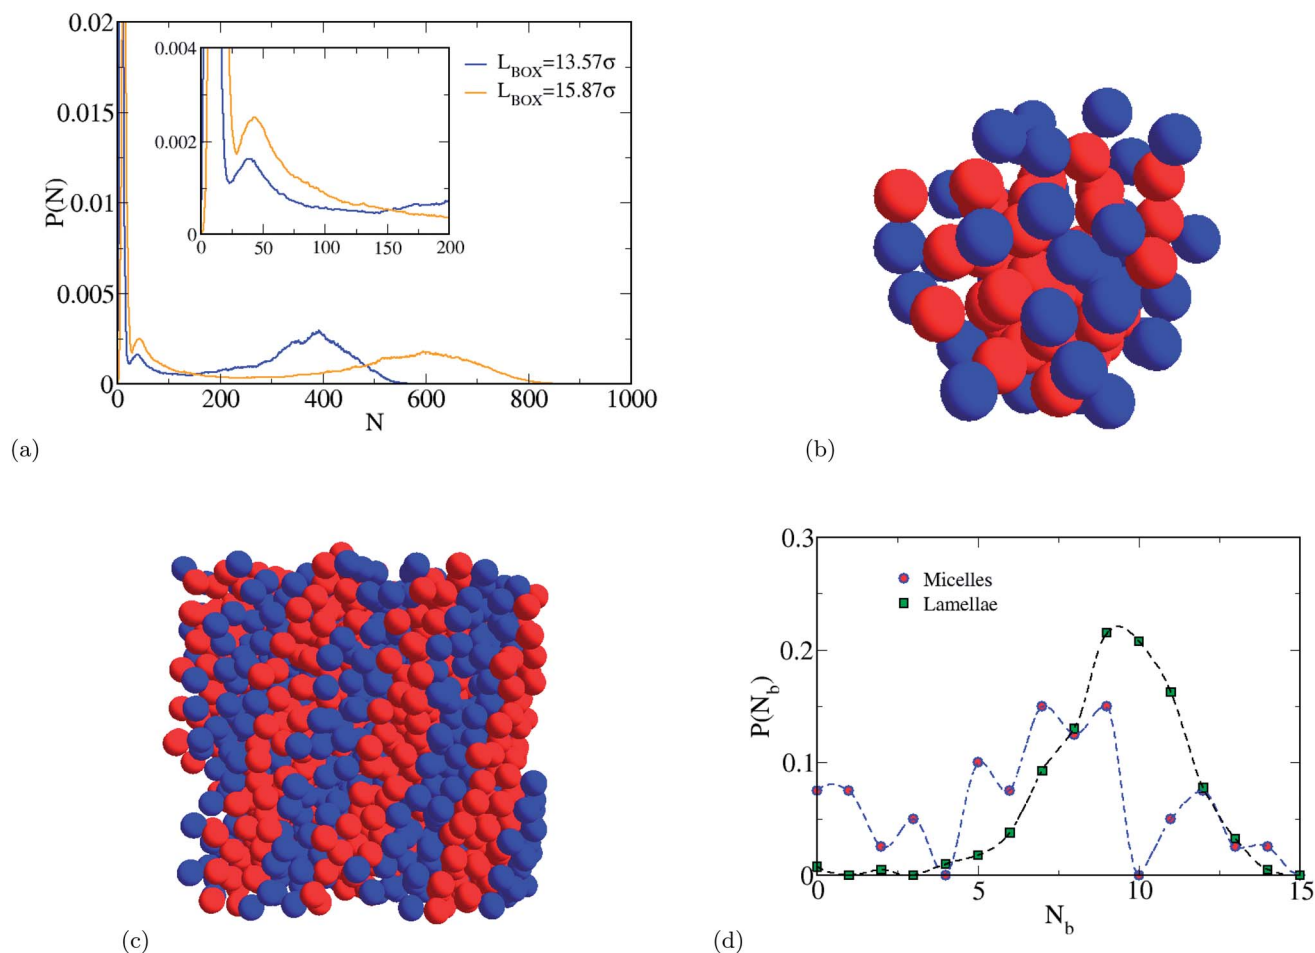 0.02
0.015
0.01
0.005
0
P(N)
0.004
0.002
0
0 50 100 150 200
L_BOX=13.57σ
L_BOX=15.87σ
0 200 400 600 800 1000
N
(a)
(b)
(c)
0.3
0.2
0.1
0
P(N_b)
Micelles
Lamellae
0 5 10 15
N_b
(d)